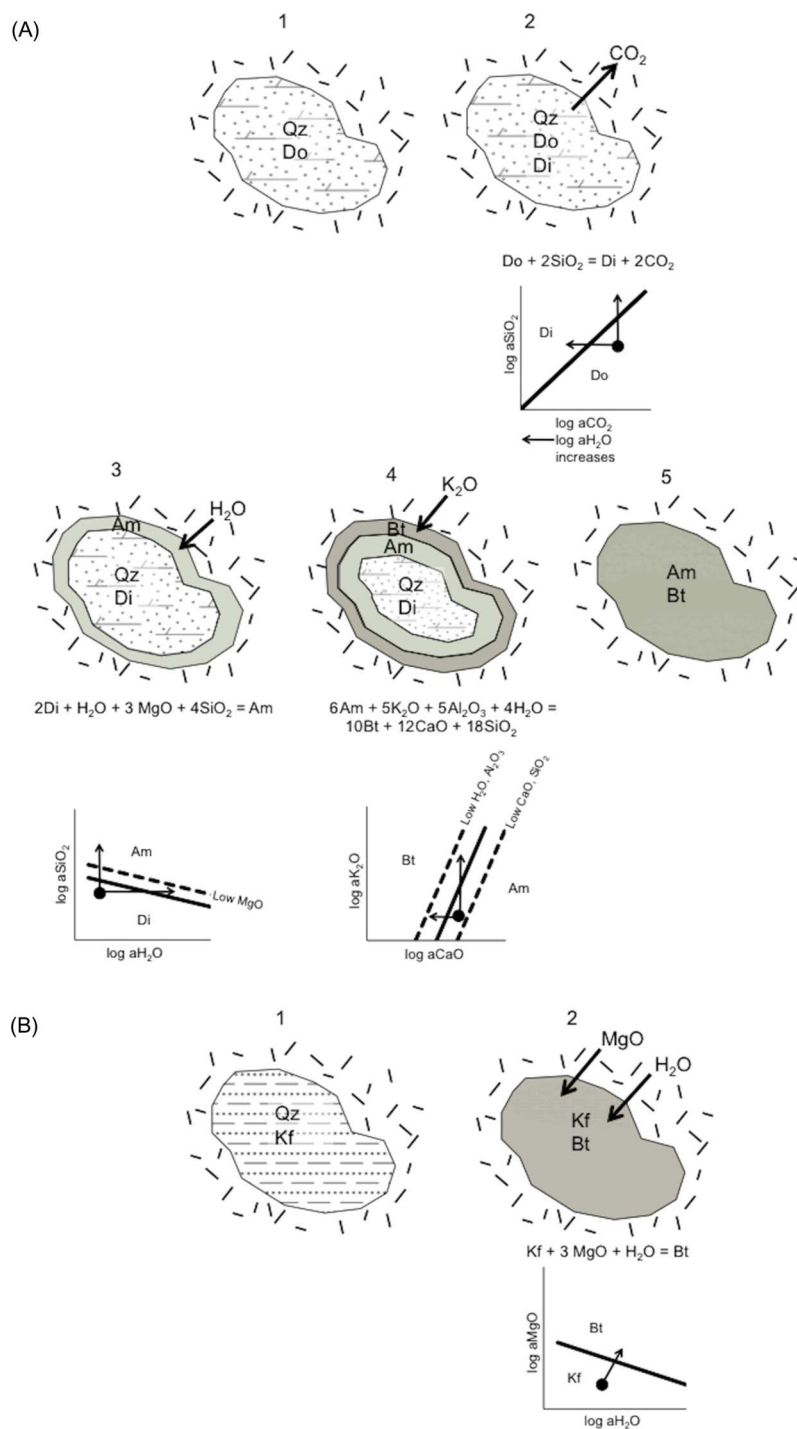 (A)
1
2
CO₂
Qz
Do
Qz
Do
Di
Do + 2SiO₂ = Di + 2CO₂
log aSiO₂
Di
Do
log aCO₂
log aH₂O
increases
3
4
5
H₂O
Am
Qz
Di
K₂O
Bt
Am
Qz
Di
Am
Bt
2Di + H₂O + 3 MgO + 4SiO₂ = Am
6Am + 5K₂O + 5Al₂O₃ + 4H₂O =
10Bt + 12CaO + 18SiO₂
log aSiO₂
Am
Low MgO
Di
log aH₂O
log aK₂O
Low H₂O, Al₂O₃
Low CaO, SiO₂
Bt
Am
log aCaO
(B)
1
2
MgO
H₂O
Qz
Kf
Kf
Bt
Kf + 3 MgO + H₂O = Bt
log aMgO
Bt
Kf
log aH₂O